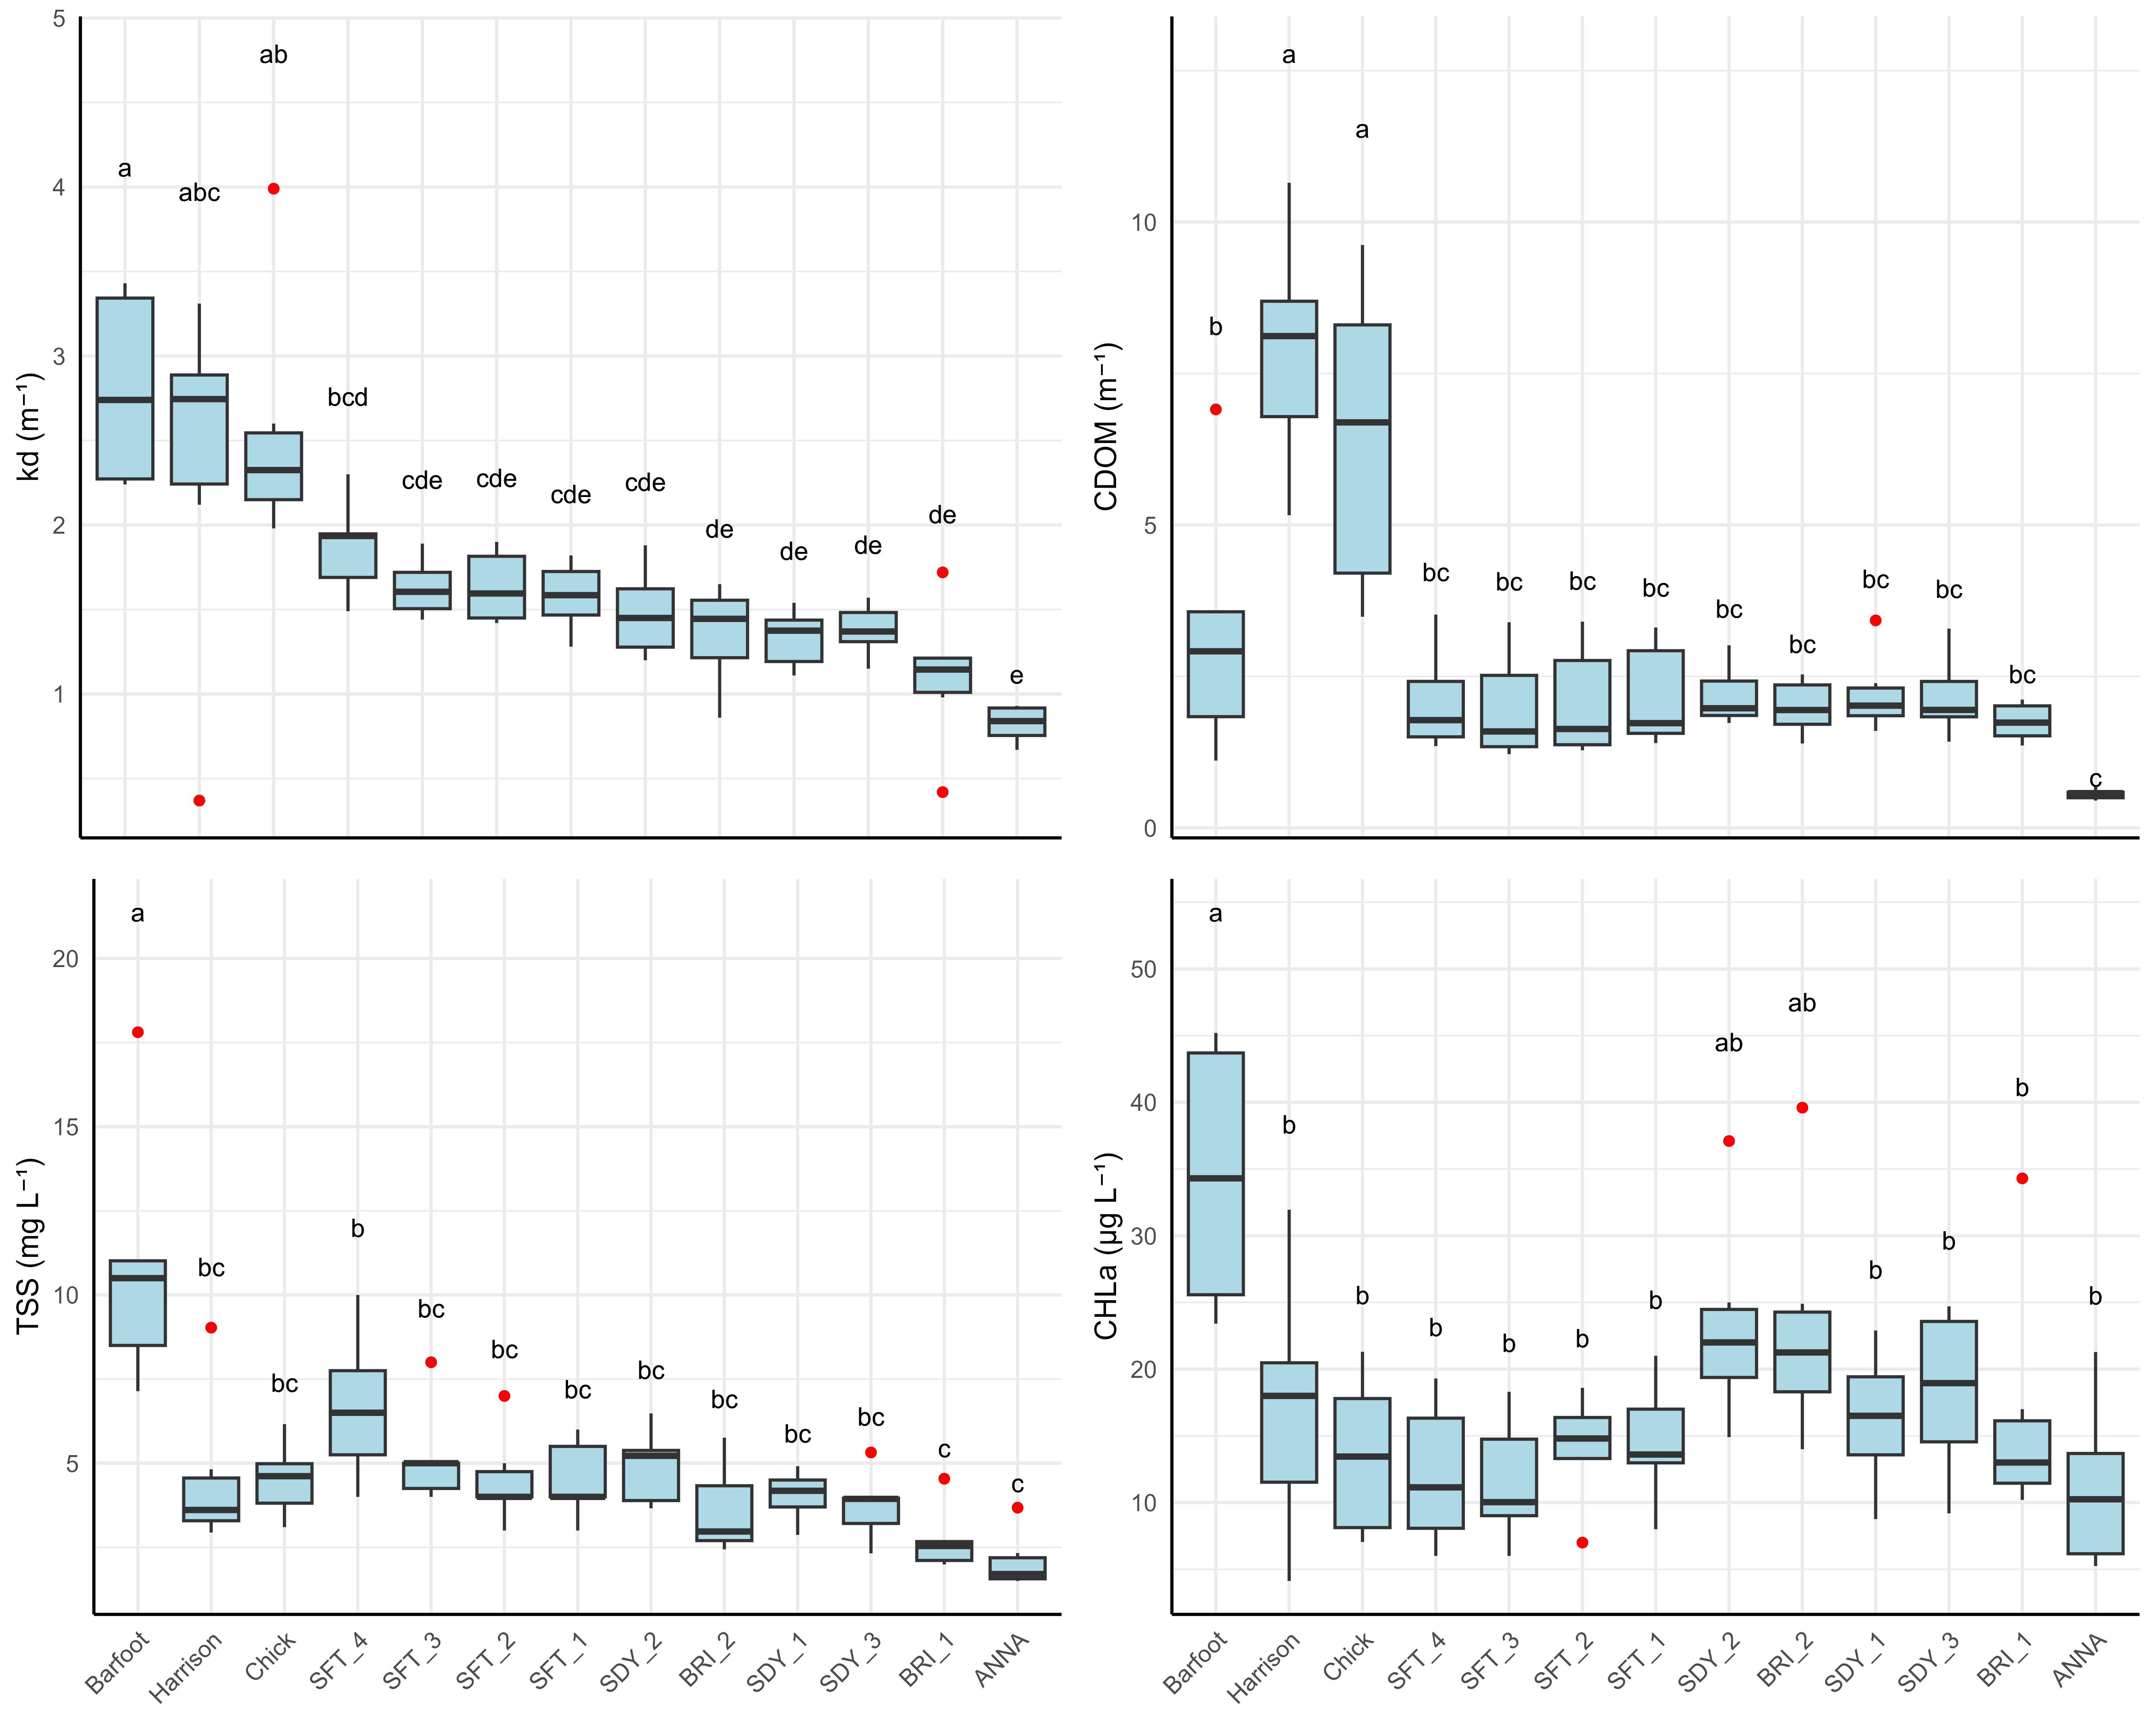 kd (m⁻¹)
5
4
3
2
1
a
abc
ab
bcd
cde
cde
cde
cde
de
de
de
de
e
CDOM (m⁻¹)
10
5
0
b
a
a
bc
bc
bc
bc
bc
bc
bc
bc
bc
c
TSS (mg L⁻¹)
20
15
10
5
a
bc
bc
b
bc
bc
bc
bc
bc
bc
bc
c
c
Barfoot
Harrison
Chick
SFT_4
SFT_3
SFT_2
SFT_1
SDY_2
BRI_2
SDY_1
SDY_3
BRI_1
ANNA
CHLa (µg L⁻¹)
50
40
30
20
10
a
b
b
b
b
b
b
ab
ab
b
b
b
b
Barfoot
Harrison
Chick
SFT_4
SFT_3
SFT_2
SFT_1
SDY_2
BRI_2
SDY_1
SDY_3
BRI_1
ANNA